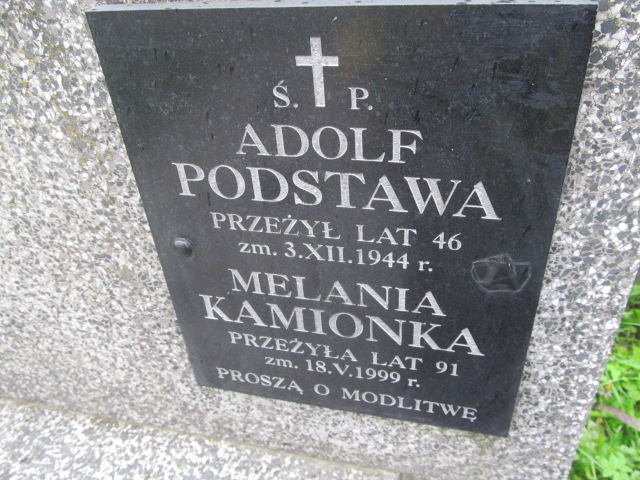 Ś. P.
ADOLF
PODSTAWA
PRZEŻYŁ LAT 46
zm. 3.XII.1944 r.
MELANIA
KAMIONKA
PRZEŻYŁA LAT 91
zm. 18.V.1999 r.
PROSZĄ O MODLITWĘ